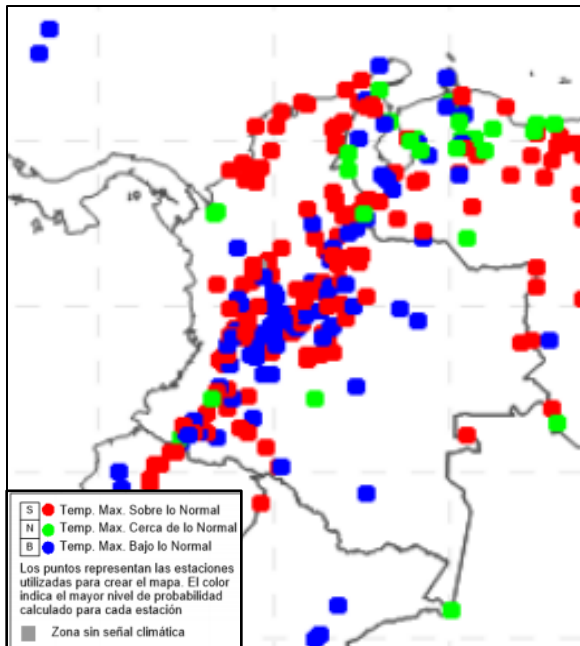 S Temp. Max. Sobre lo Normal
N Temp. Max. Cerca de lo Normal
B Temp. Max. Bajo lo Normal
Los puntos representan las estaciones
utilizadas para crear el mapa. El color
indica el mayor nivel de probabilidad
calculado para cada estación
Zona sin señal climática